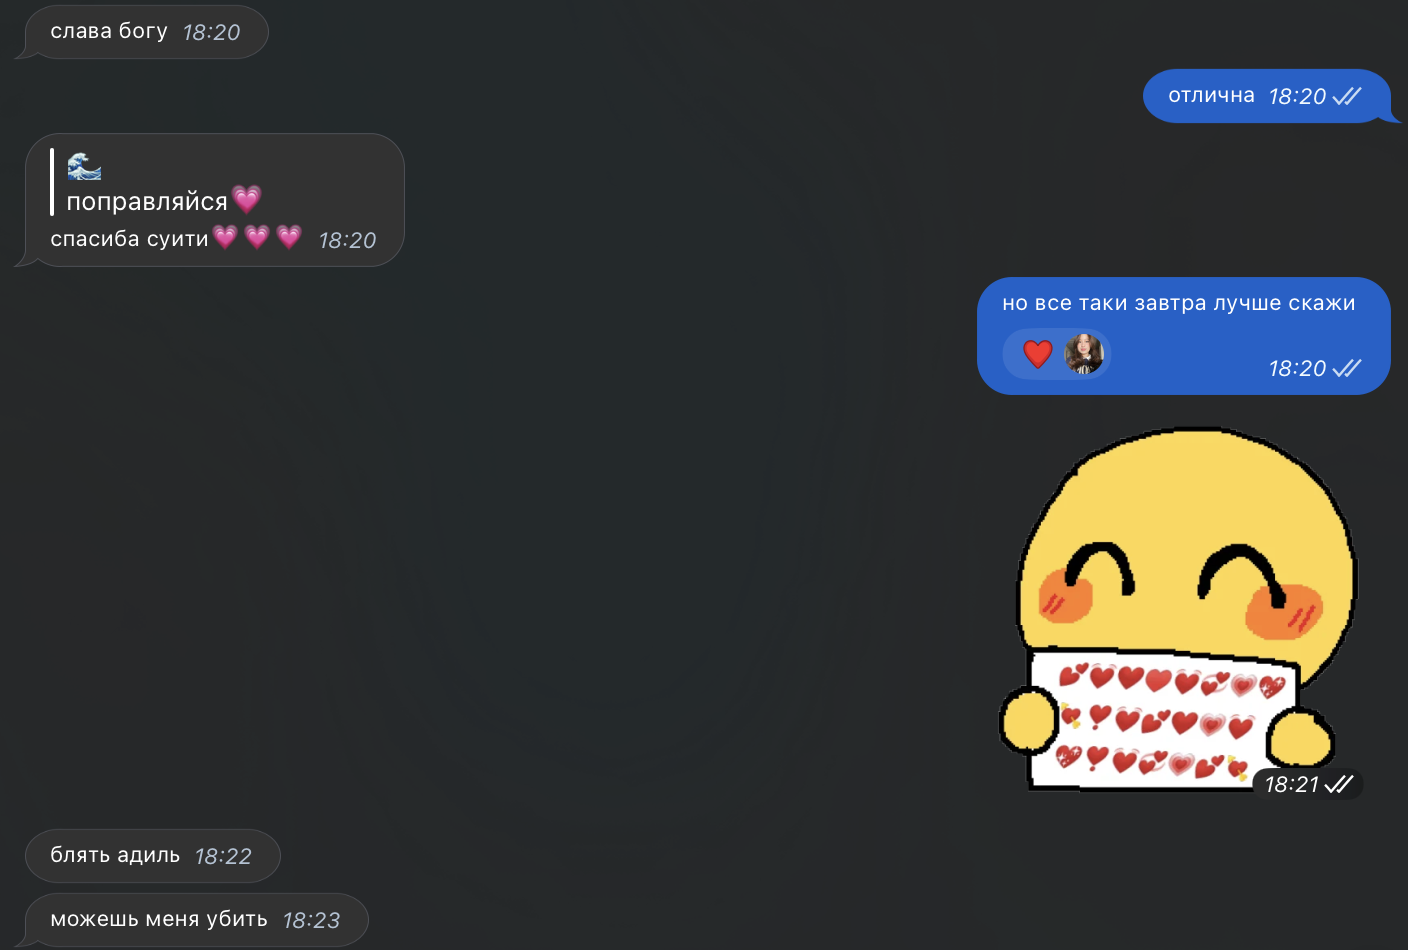 слава богу 18:20
отлична 18:20
🌊
поправляйся💗
спасиба суити💗💗💗 18:20
но все таки завтра лучше скажи
❤️ 18:20
18:21
блять адиль 18:22
можешь меня убить 18:23